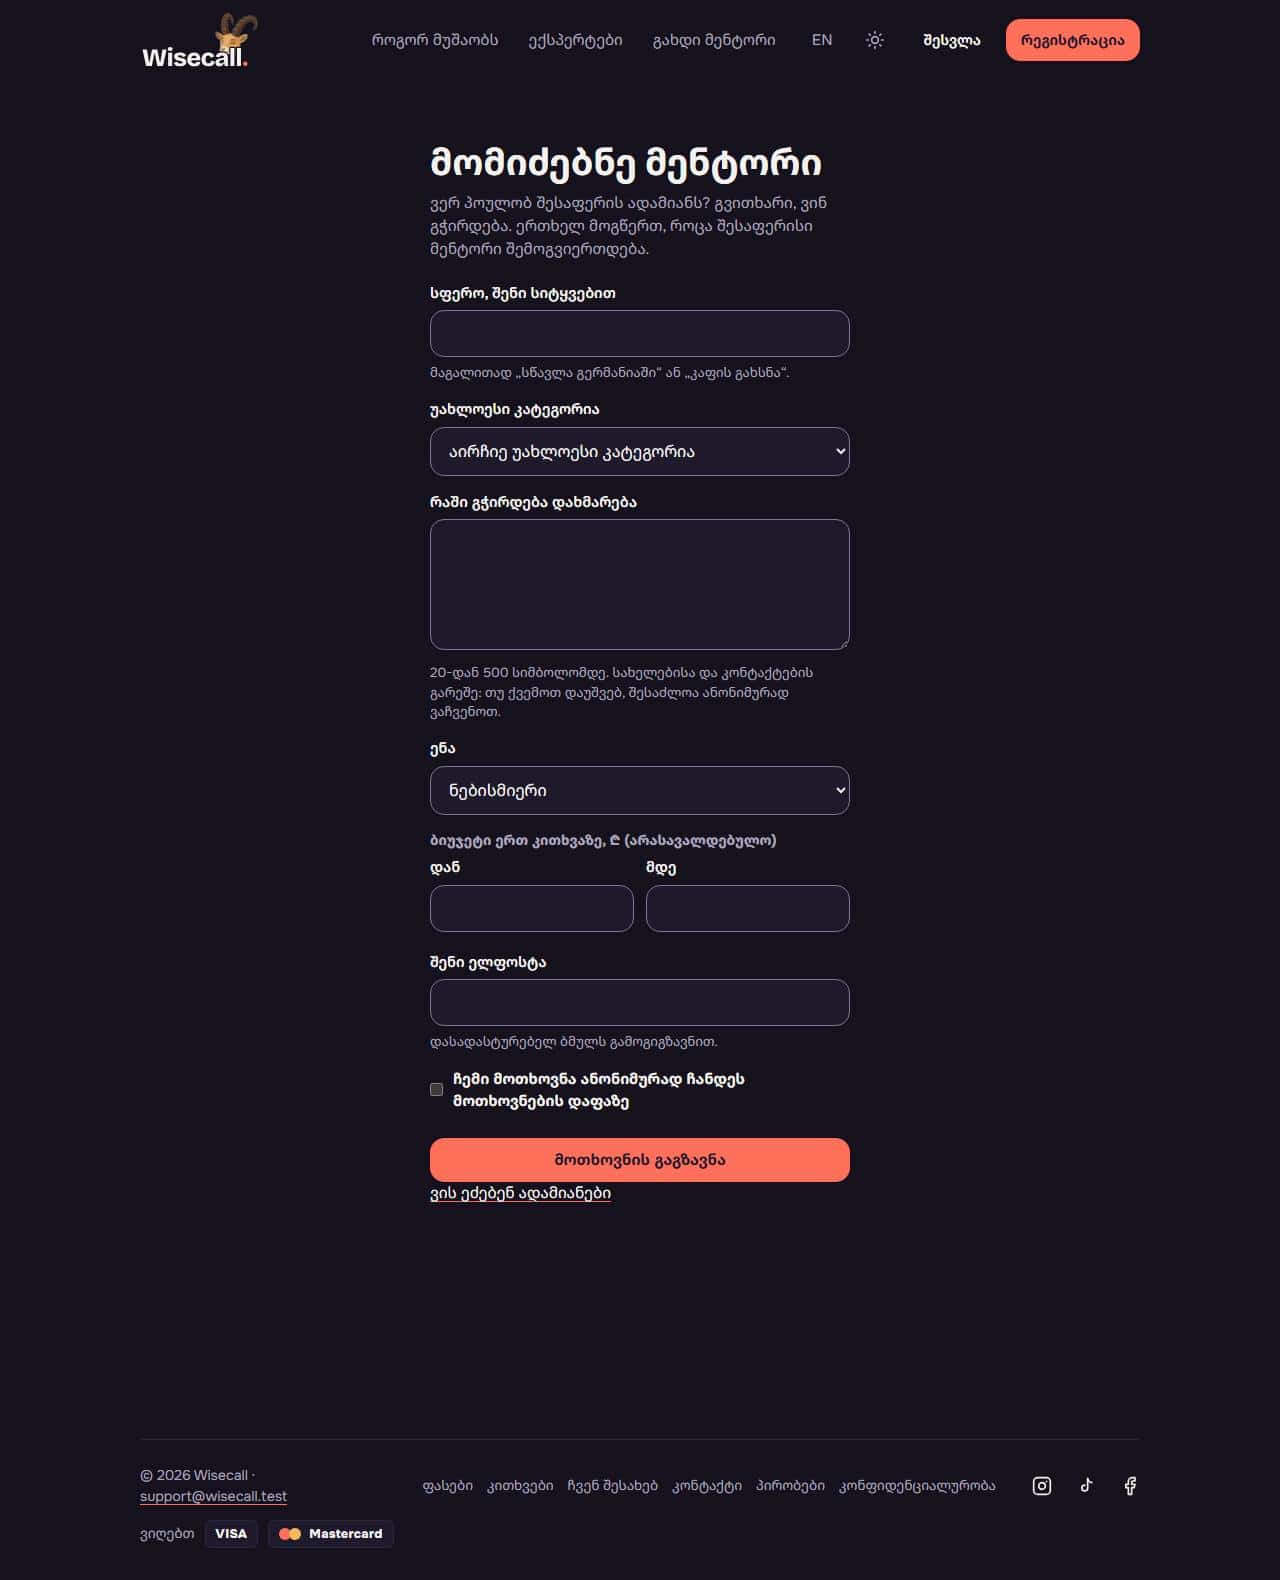 Wisecall.
როგორ მუშაობს
ექსპერტები
გახდი მენტორი
EN
შესვლა
რეგისტრაცია
მომიძებნე მენტორი
ვერ პოულობ შესაფერის ადამიანს? გვითხარი, ვინ
გჭირდება. ერთხელ მოგწერთ, როცა შესაფერისი
მენტორი შემოგვიერთდება.
სფერო, შენი სიტყვებით
მაგალითად „სწავლა გერმანიაში“ ან „კაფის გახსნა“.
უახლოესი კატეგორია
აირჩიე უახლოესი კატეგორია
რაში გჭირდება დახმარება
20-დან 500 სიმბოლომდე. სახელებისა და კონტაქტების
გარეშე: თუ ქვემოთ დაუშვებ, შესაძლოა ანონიმურად
ვაჩვენოთ.
ენა
ნებისმიერი
ბიუჯეტი ერთ კითხვაზე, ₾ (არასავალდებულო)
დან
მდე
შენი ელფოსტა
დასადასტურებელ ბმულს გამოგიგზავნით.
ჩემი მოთხოვნა ანონიმურად ჩანდეს
მოთხოვნების დაფაზე
მოთხოვნის გაგზავნა
ვის ეძებენ ადამიანები
© 2026 Wisecall ·
support@wisecall.test
ფასები
კითხვები
ჩვენ შესახებ
კონტაქტი
პირობები
კონფიდენციალურობა
ვიღებთ
VISA
Mastercard